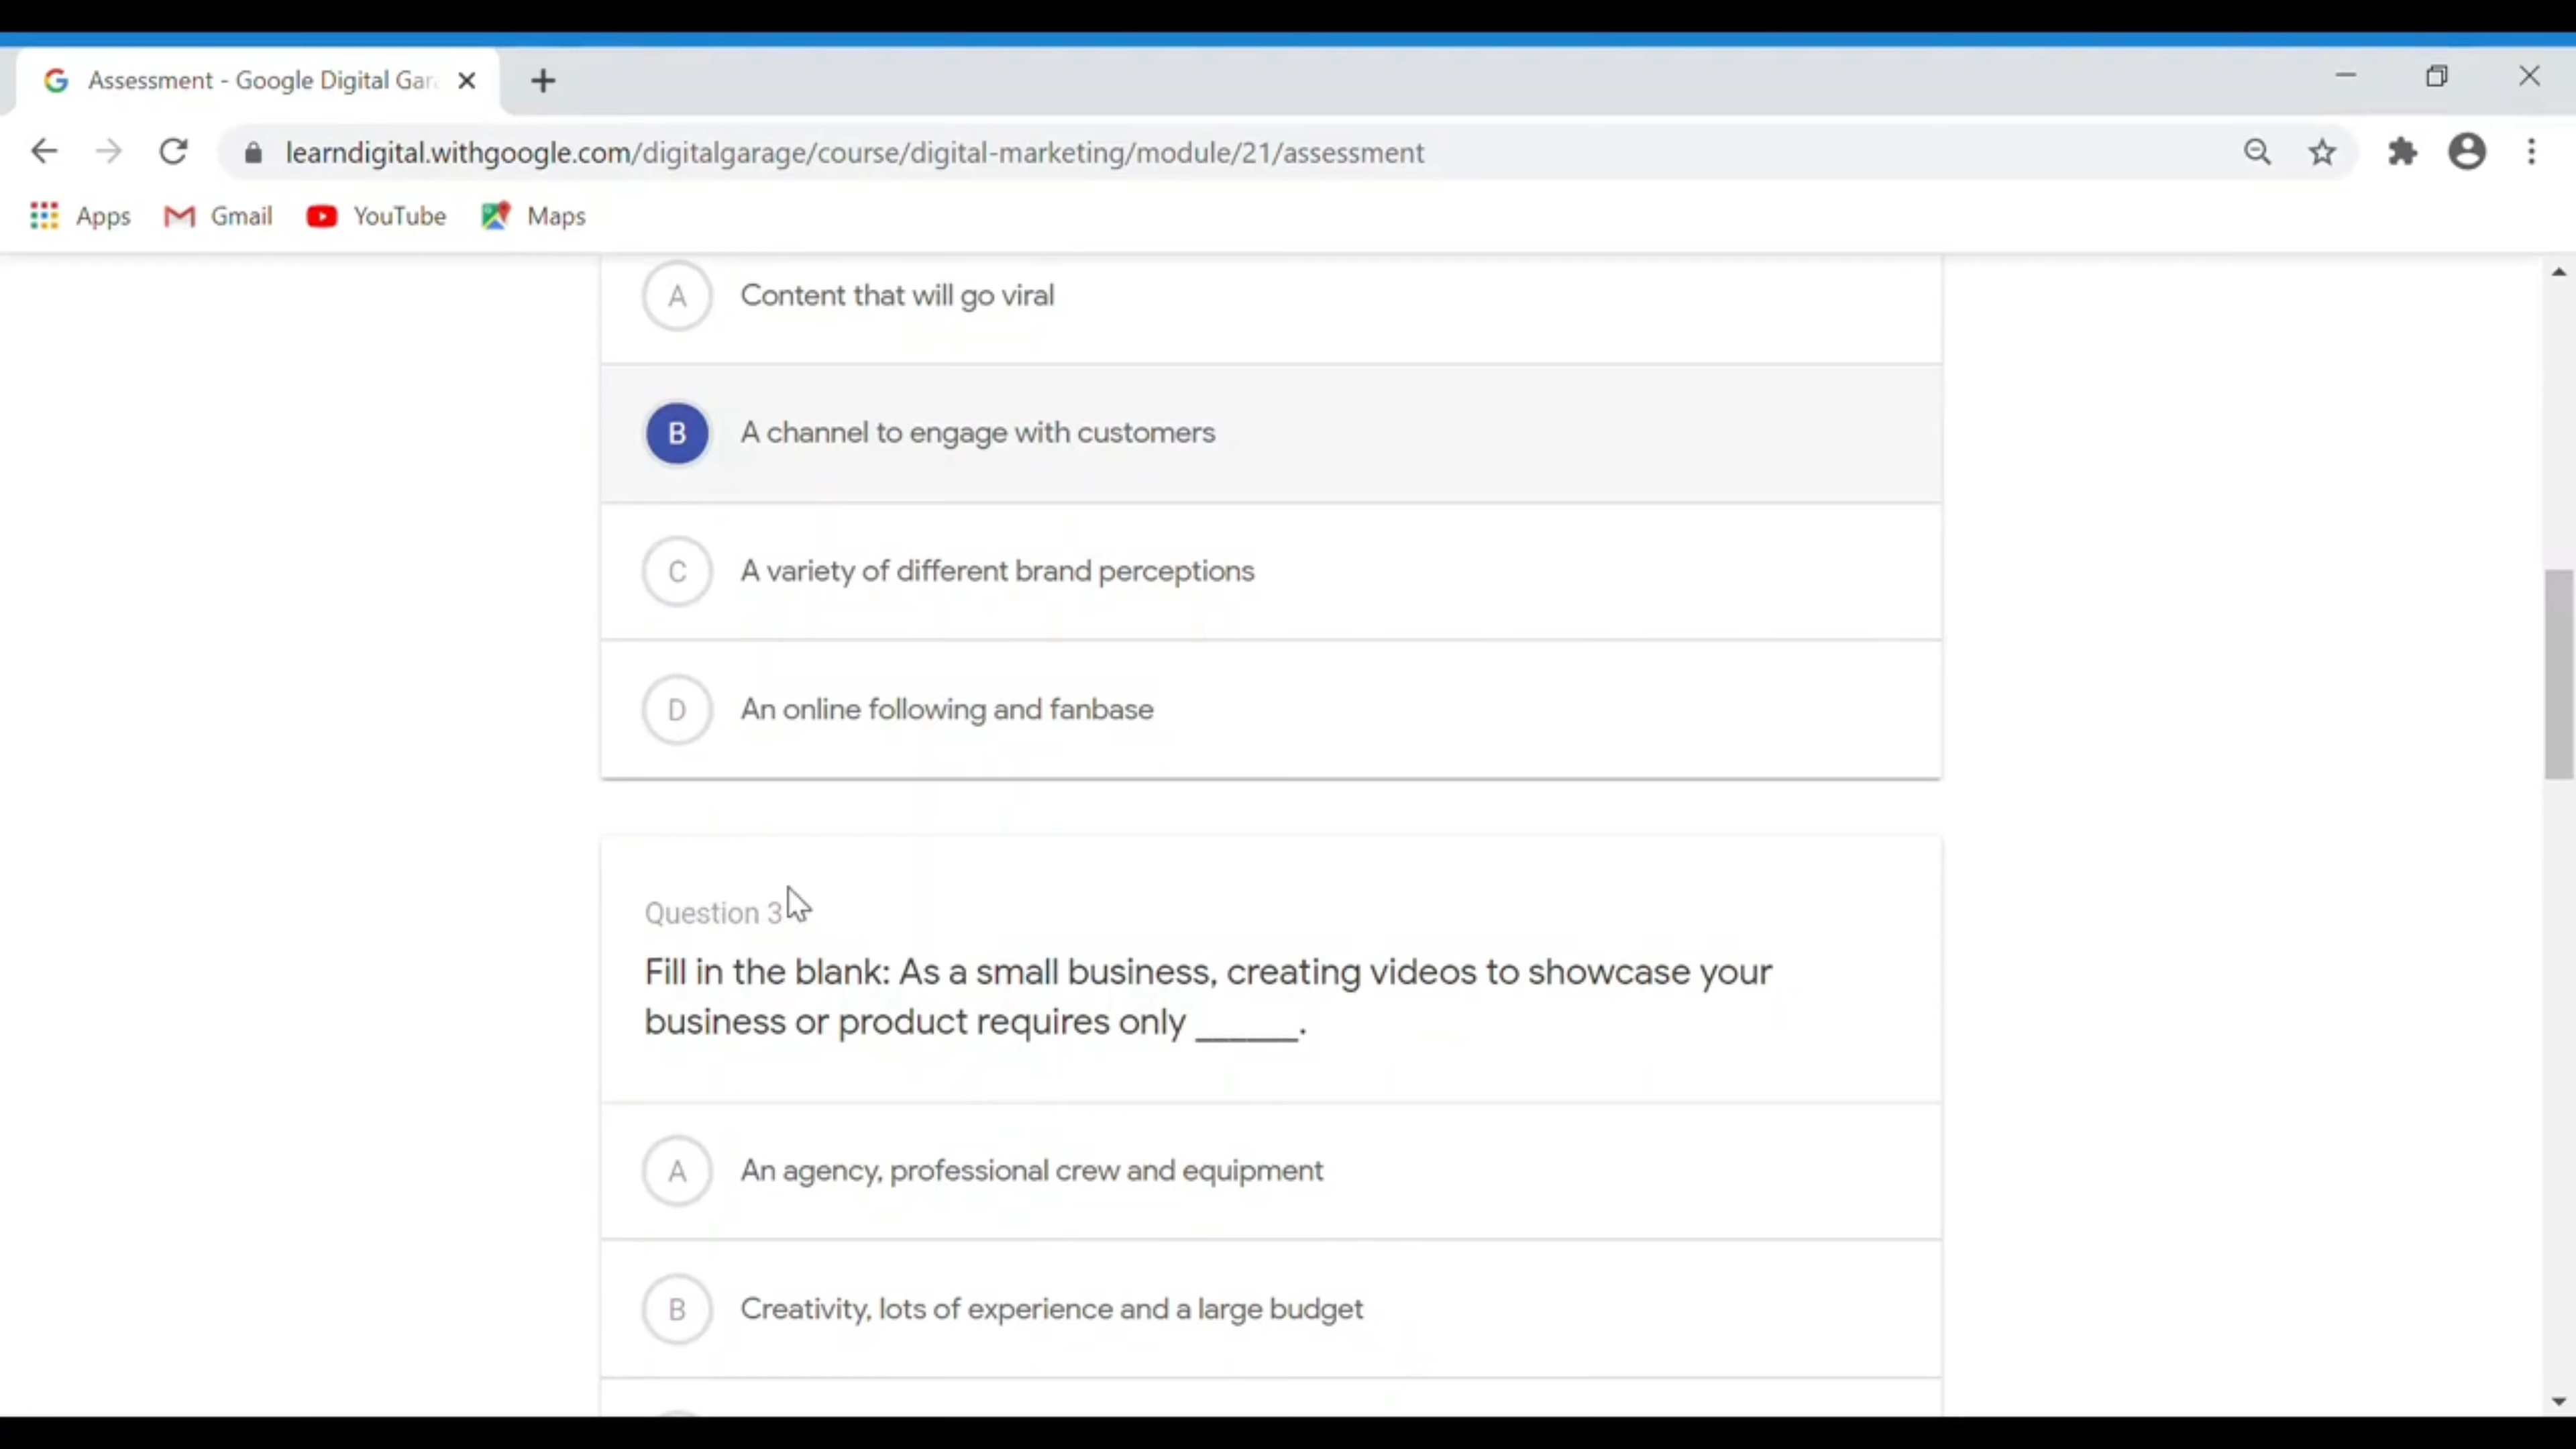 Assessment - Google Digital Gar
learndigital.withgoogle.com/digitalgarage/course/digital-marketing/module/21/assessment
Apps Gmail YouTube Maps
A Content that will go viral
B A channel to engage with customers
C A variety of different brand perceptions
D An online following and fanbase
Question 3
Fill in the blank: As a small business, creating videos to showcase your
business or product requires only ______.
A An agency, professional crew and equipment
B Creativity, lots of experience and a large budget